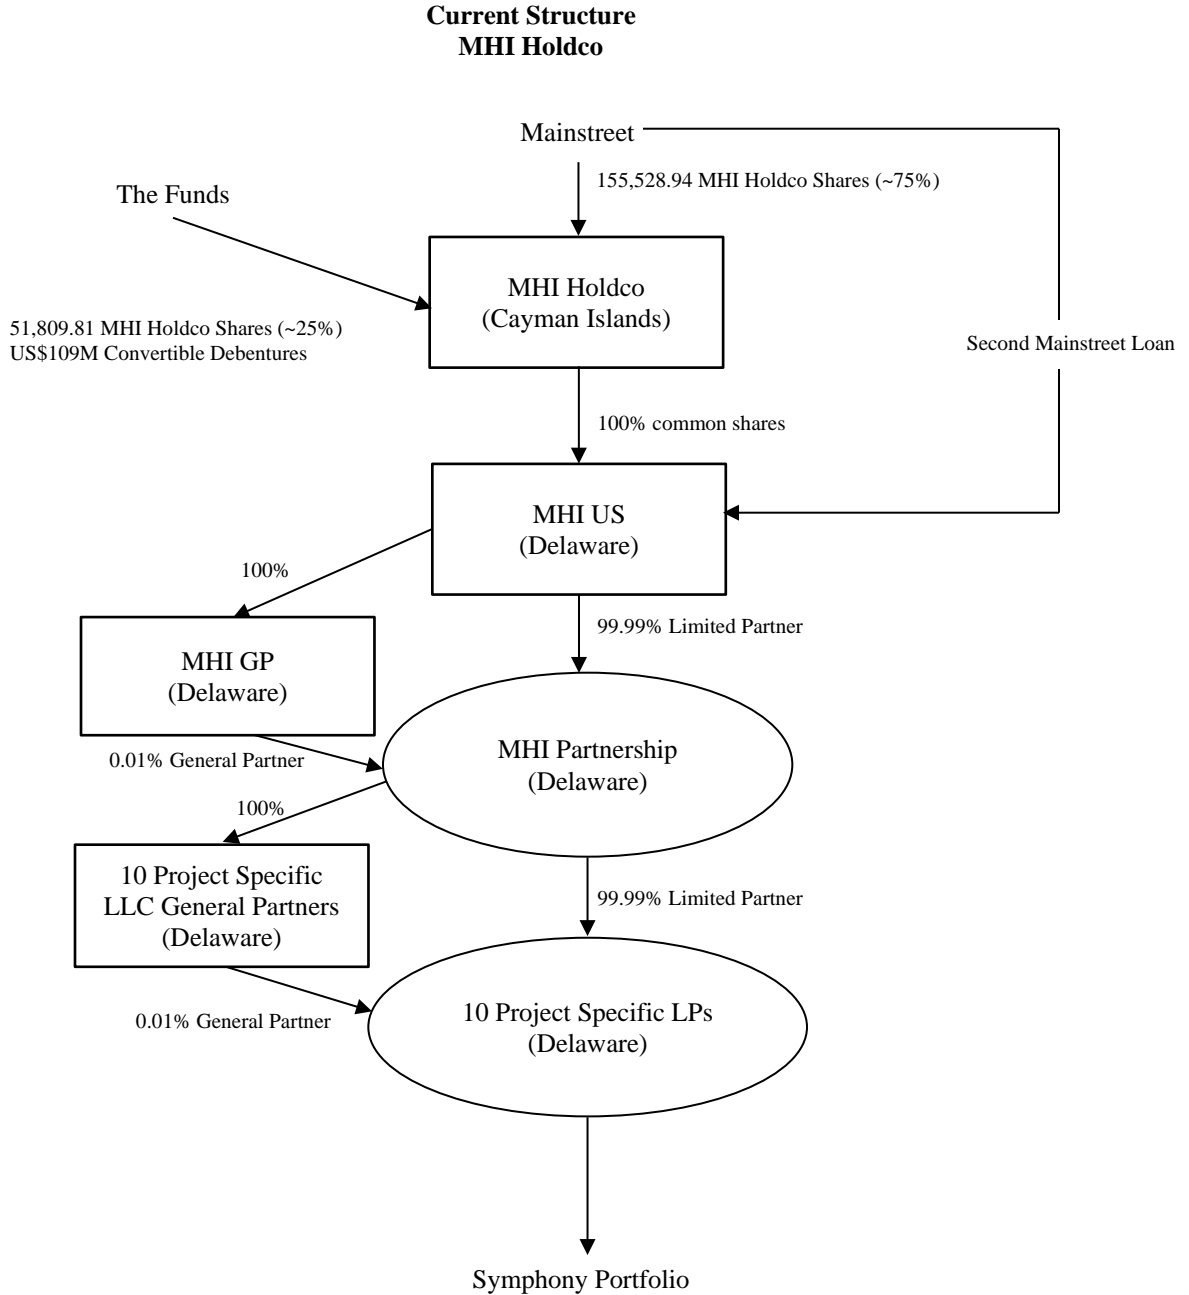 Current Structure
MHI Holdco
Mainstreet
155,528.94 MHI Holdco Shares (~75%)
The Funds
MHI Holdco
(Cayman Islands)
51,809.81 MHI Holdco Shares (~25%)
US$109M Convertible Debentures
Second Mainstreet Loan
100% common shares
MHI US
(Delaware)
100%
99.99% Limited Partner
MHI GP
(Delaware)
0.01% General Partner
MHI Partnership
(Delaware)
100%
10 Project Specific
LLC General Partners
(Delaware)
99.99% Limited Partner
0.01% General Partner
10 Project Specific LPs
(Delaware)
Symphony Portfolio